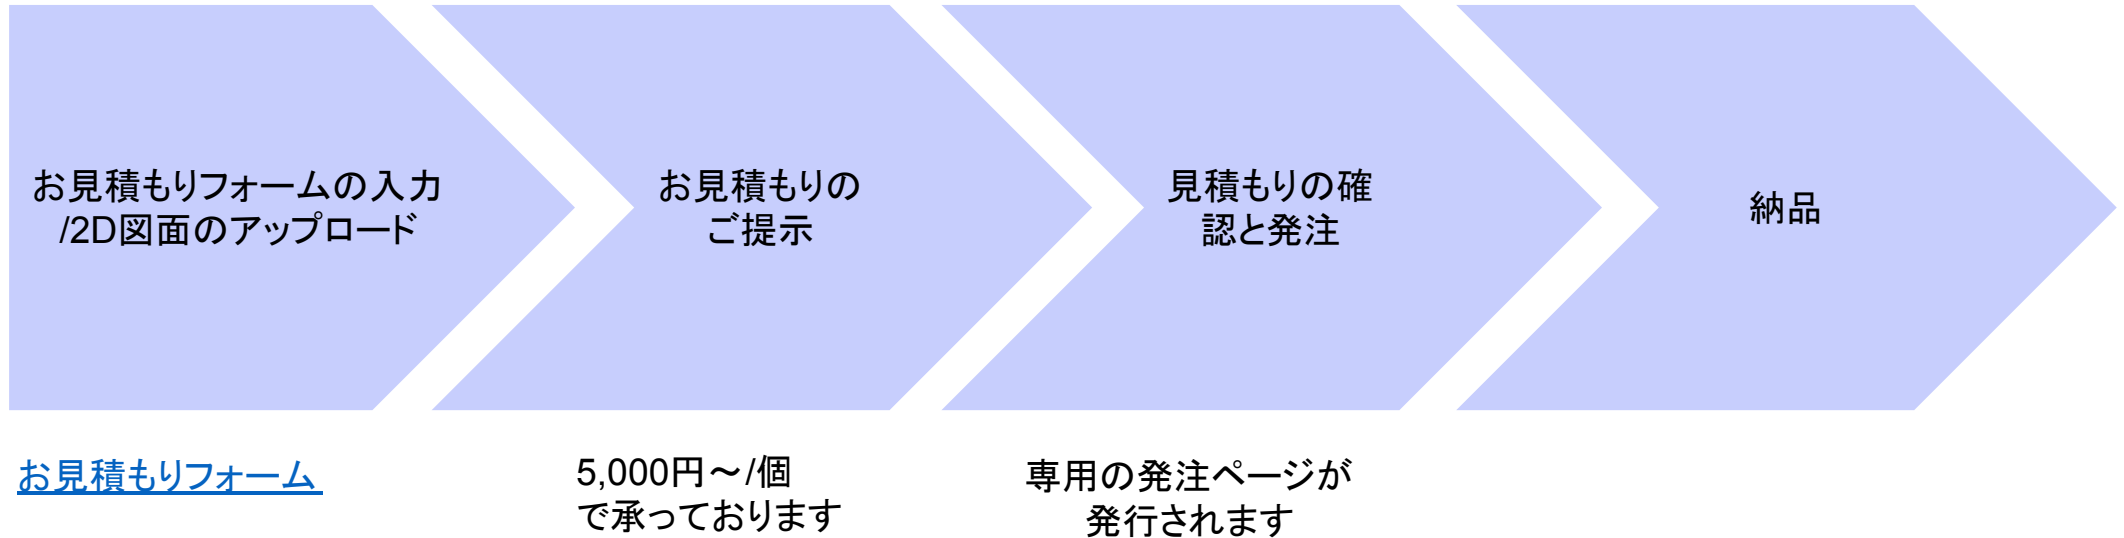 お見積もりフォームの入力
/2D図面のアップロード
お見積もりの
ご提示
見積もりの確
認と発注
納品
お見積もりフォーム
5,000円～/個
で承っております
専用の発注ページが
発行されます